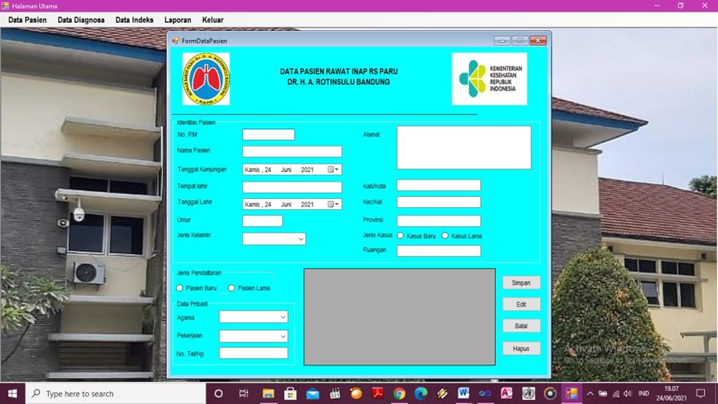 Halaman Utama
Data Pasien Data Diagnosa Data Indeks Laporan Keluar
FormDataPasien
DATA PASIEN RAWAT INAP RS PARU
DR. H. A. ROTINSULU BANDUNG
KEMENTERIAN
KESEHATAN
REPUBLIK
INDONESIA
Identitas Pasien
No. RM
Alamat
Nama Pasien
Tanggal Kunjungan Kamis , 24 Juni 2021
Tempat lahir
Kab/Kota
Tanggal Lahir Kamis , 24 Juni 2021
Kec/Kel
Umur
Provinsi
Jenis Kelamin
Jenis Kasus Kasus Baru Kasus Lama
Ruangan
Jenis Pendaftaran
Pasien Baru Pasien Lama
Data Pribadi
Agama
Pekerjaan
No. Tel/Hp
Simpan
Edit
Batal
Hapus
Activate Windows
Go to Settings to activate Windows.
Type here to search
IND
19.07
24/06/2021